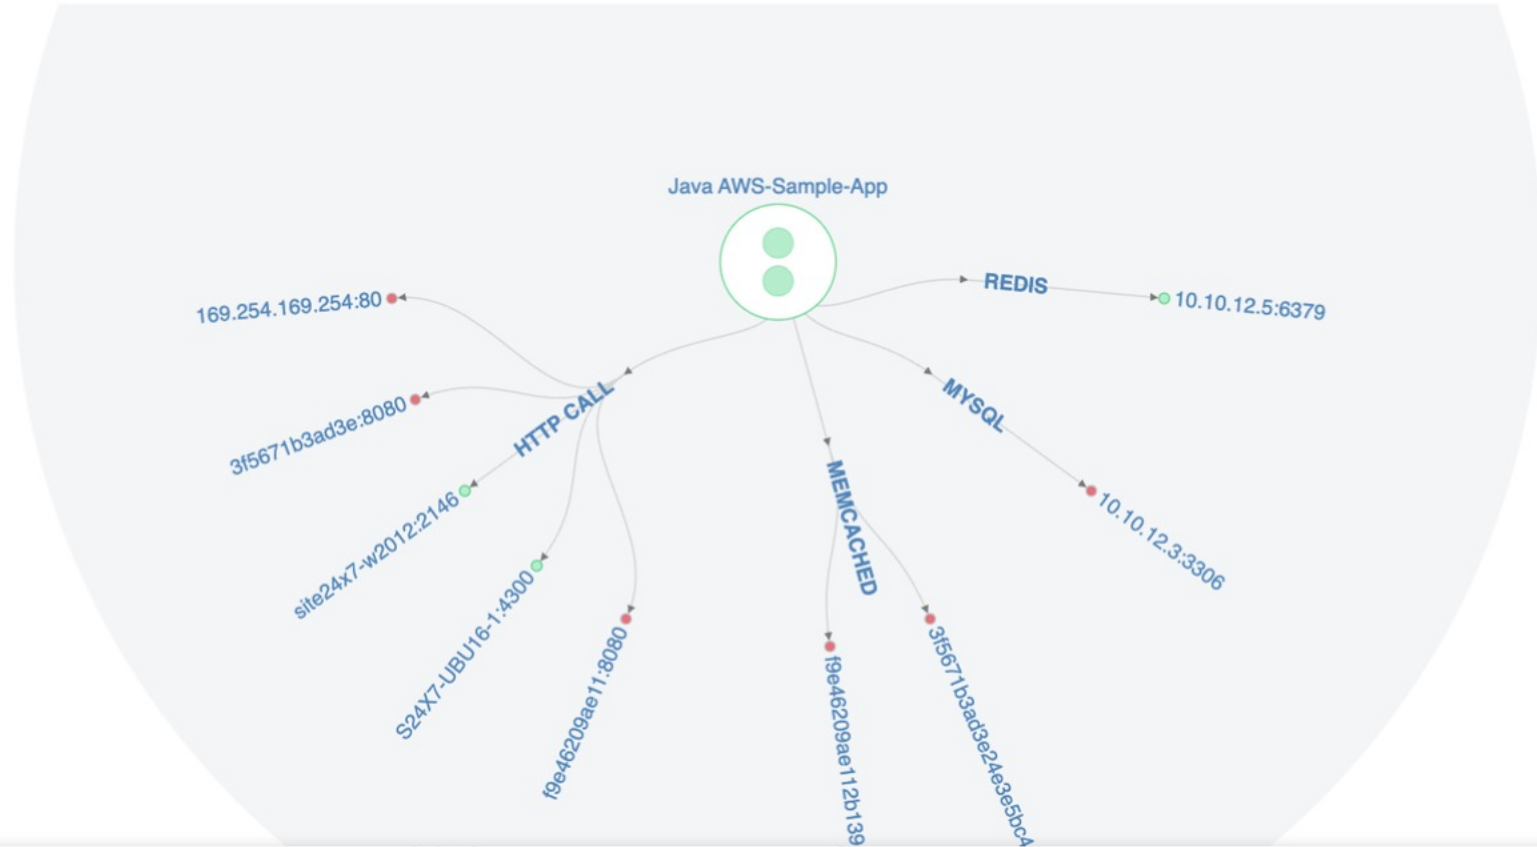 Java AWS-Sample-App
REDIS
10.10.12.5:6379
169.254.169.254:80
HTTP CALL
MYSQL
3f5671b3ad3e:8080
site24x7-w2012:2146
10.10.12.3:3306
MEMCACHED
S24X7-UBU16-1:4300
f9e46209ae11:8080
f9e46209ae112b139
3f5671b3ad3e24e3e5bc4